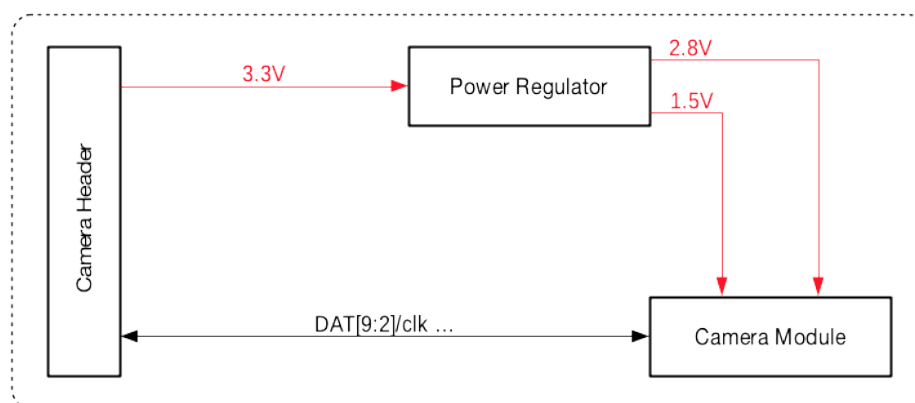 2.8V
3.3V
Power Regulator
1.5V
Camera Header
DAT[9:2]/clk ...
Camera Module